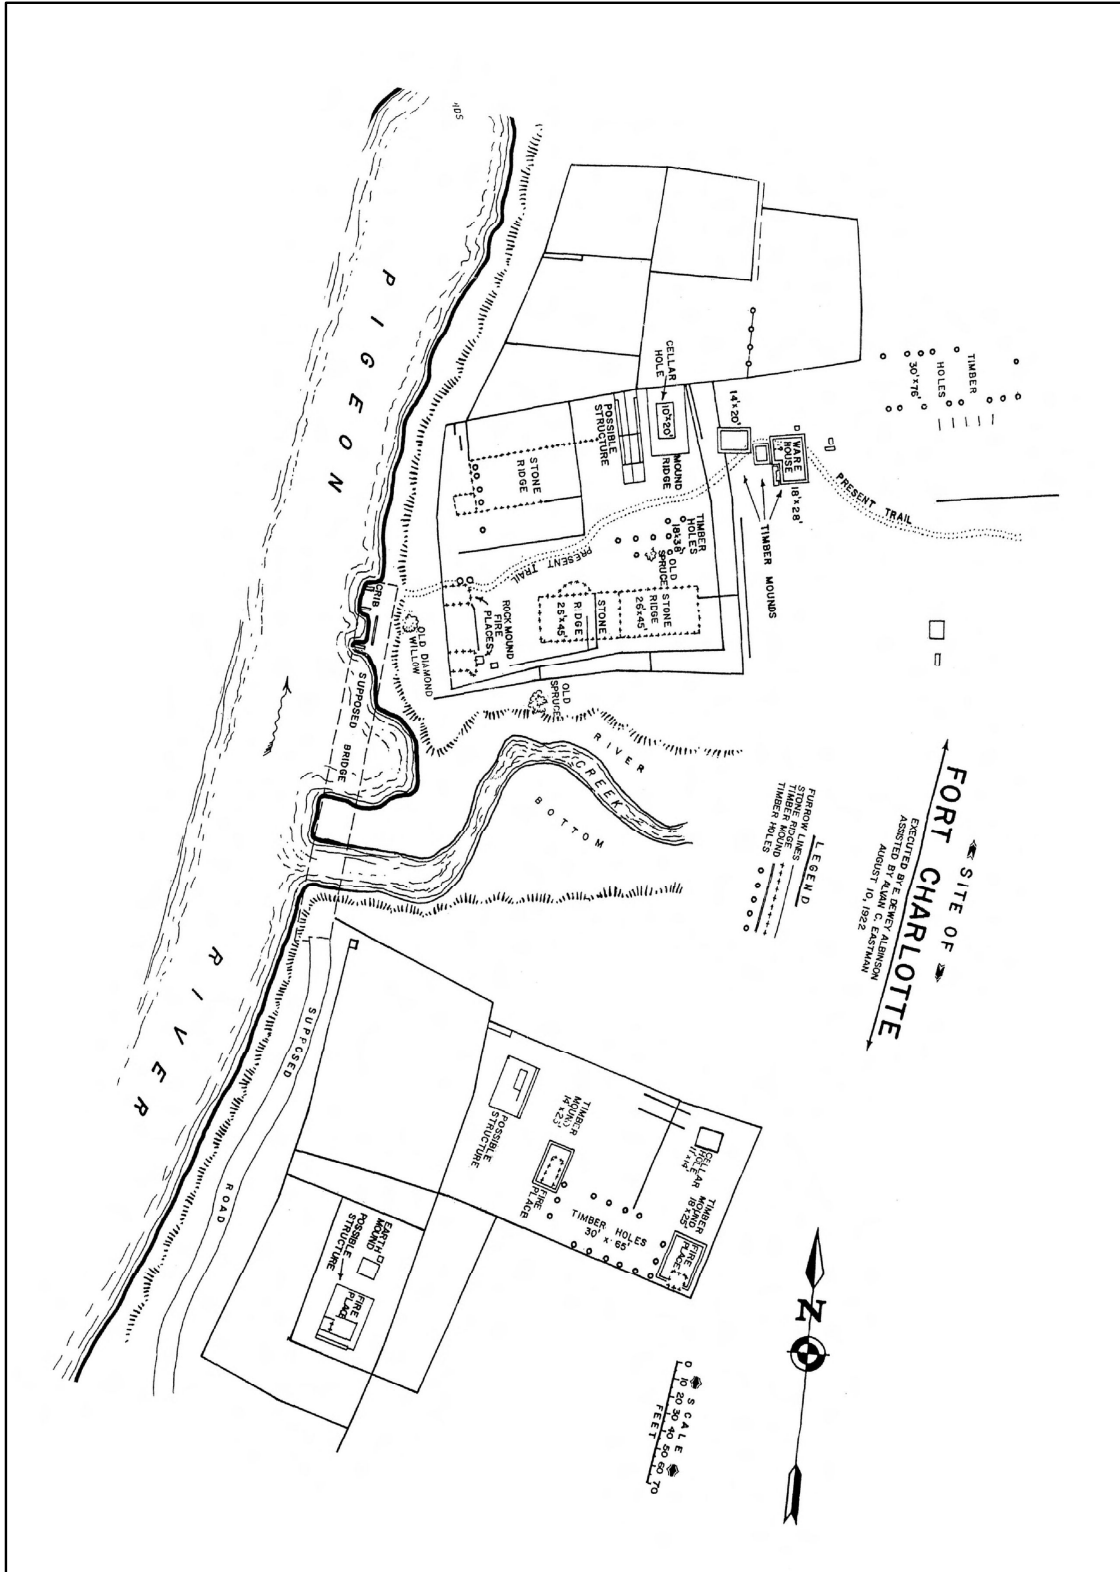 SITE OF
FORT CHARLOTTE
EXECUTED BY E. DEWEY ALBINSON
ASSISTED BY ALVAN C. EASTMAN
AUGUST 10, 1922
LEGEND
FURROW LINES
STONE RIDGE
TIMBER MOUND
TIMBER HOLES
N
SCALE
0 10 20 30 40 50 60 70
FEET
PIGEON
RIVER
TIMBER
HOLES
30'x76'
PRESENT TRAIL
WARE
HOUSE
18'x28'
TIMBER MOUNDS
14'x20'
CELLAR
HOLE
10'x20'
MOUND
RIDGE
POSSIBLE
STRUCTURE
STONE
RIDGE
TIMBER
HOLES
18'x38'
OLD
SPRUCE
PRESENT TRAIL
STONE
RIDGE
26'x45'
STONE
RIDGE
25'x45'
ROCK MOUND
FIRE
PLACES
OLD DIAMOND
WILLOW
CRIB
SUPPOSED
BRIDGE
OLD
SPRUCE
RIVER
BOTTOM
CREEK
SUPPOSED
ROAD
POSSIBLE
STRUCTURE
TIMBER
MOUND
14'x23'
FIRE
PLACE
TIMBER HOLES
30' x 65'
CELLAR
HOLE
11'x14'
TIMBER
MOUND
18'x25'
FIRE
PLACE
EARTH
MOUND
POSSIBLE
STRUCTURE
FIRE
PLACE